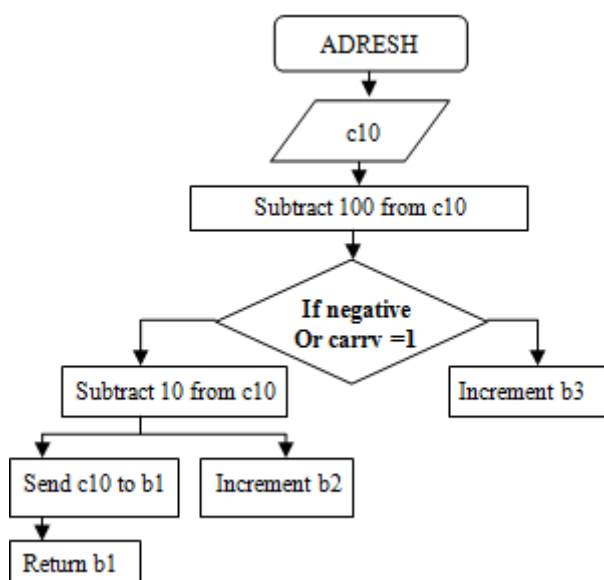 ADRESH
c10
Subtract 100 from c10
If negative
Or carry =1
Subtract 10 from c10
Increment b3
Send c10 to b1
Increment b2
Return b1